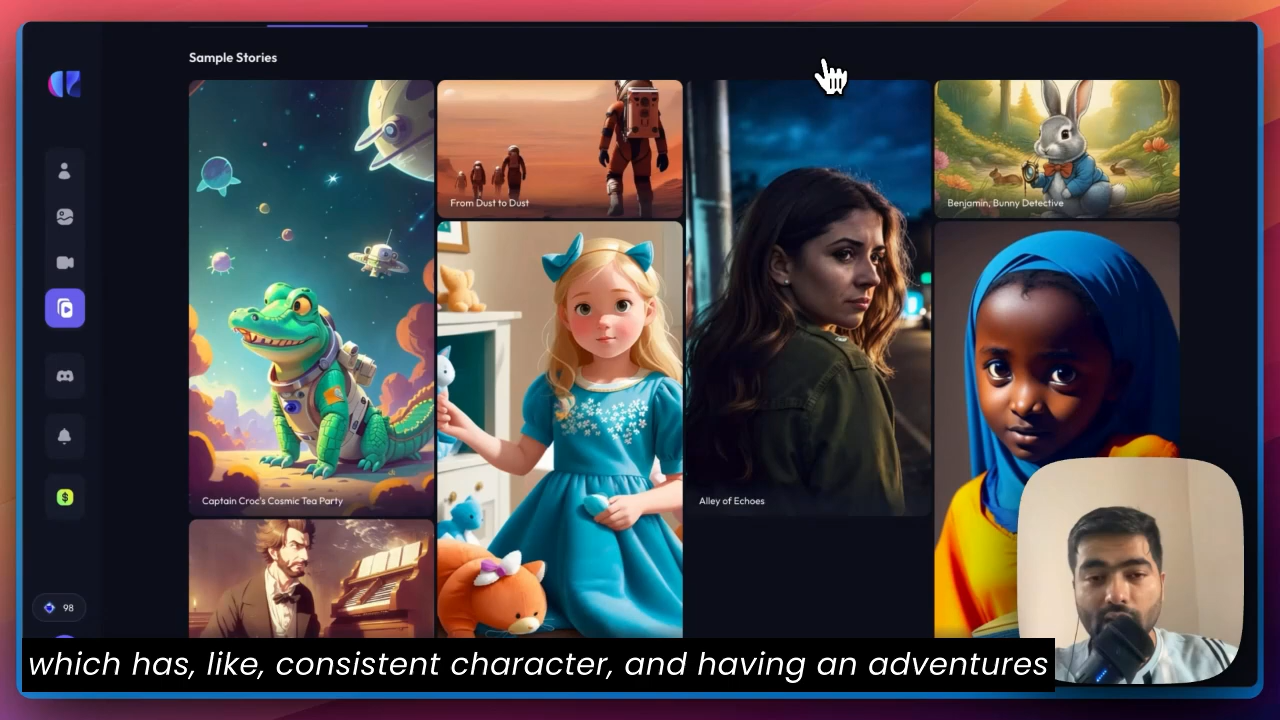 Sample Stories
From Dust to Dust
Benjamin, Bunny Detective
Captain Croc's Cosmic Tea Party
Alley of Echoes
$
98
which has, like, consistent character, and having an adventures